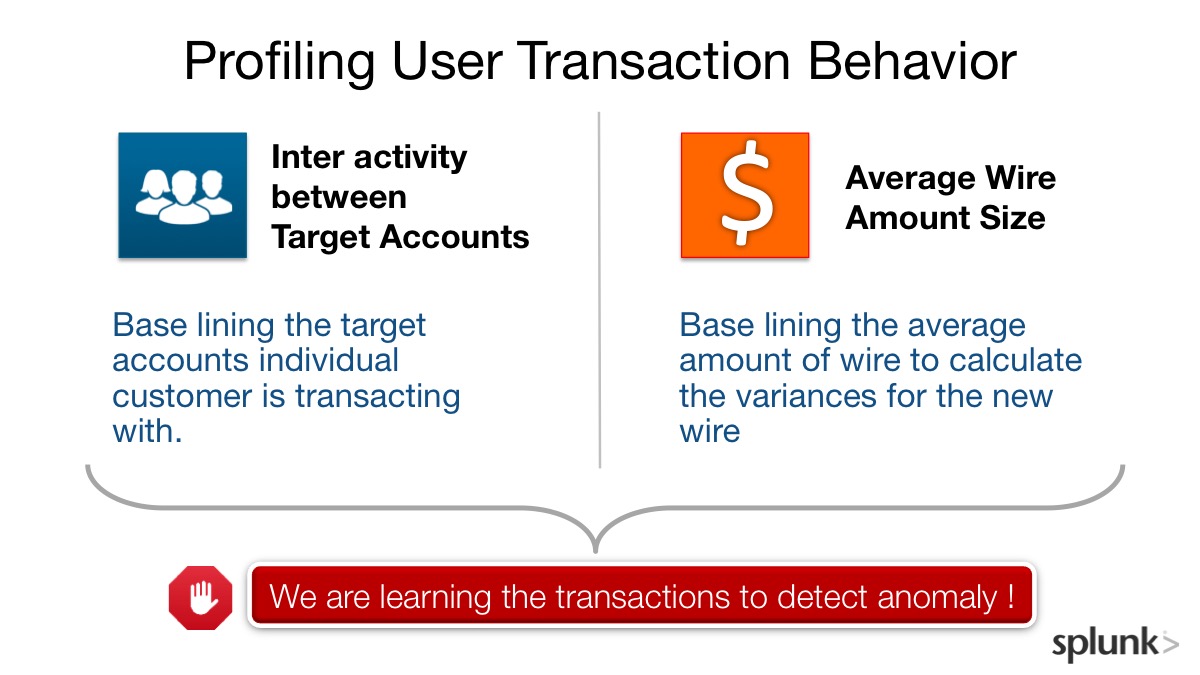 Profiling User Transaction Behavior
Inter activity
between
Target Accounts
Average Wire
Amount Size
Base lining the target
accounts individual
customer is transacting
with.
Base lining the average
amount of wire to calculate
the variances for the new
wire
We are learning the transactions to detect anomaly !
splunk>